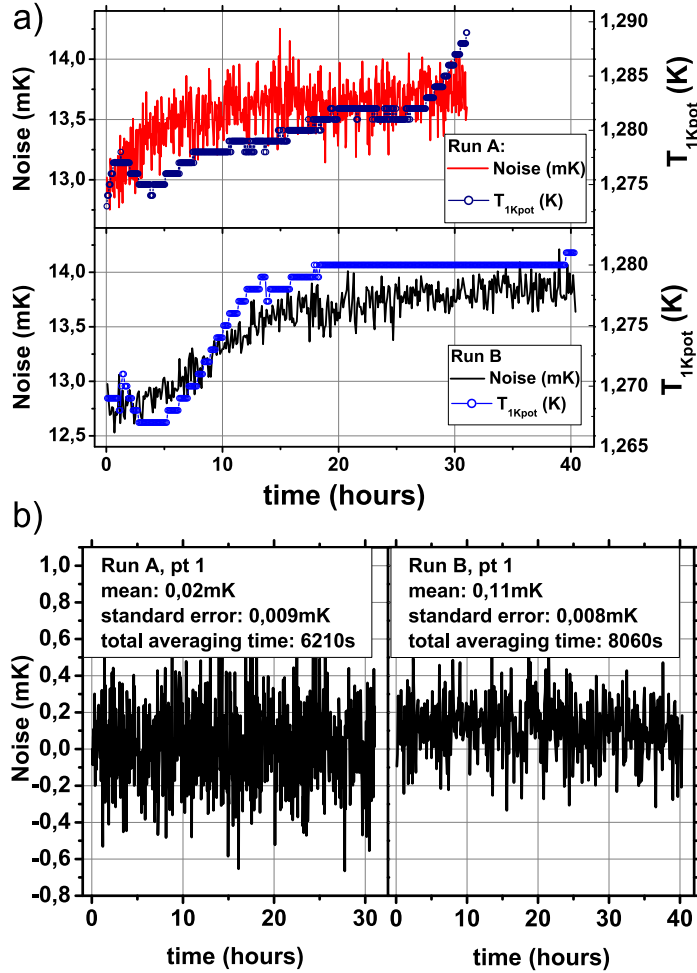 a)
Noise (mK)
14,0
13,5
13,0
1,290
1,285
1,280
1,275
T1Kpot (K)
Run A:
Noise (mK)
T1Kpot (K)
Noise (mK)
14,0
13,5
13,0
12,5
1,280
1,275
1,270
1,265
T1Kpot (K)
Run B
Noise (mK)
T1Kpot (K)
0 10 20 30 40
time (hours)
b)
Noise (mK)
1,0
0,8
0,6
0,4
0,2
0,0
-0,2
-0,4
-0,6
-0,8
Run A, pt 1
mean: 0,02mK
standard error: 0,009mK
total averaging time: 6210s
Run B, pt 1
mean: 0,11mK
standard error: 0,008mK
total averaging time: 8060s
0 10 20 30
0 10 20 30 40
time (hours)
time (hours)